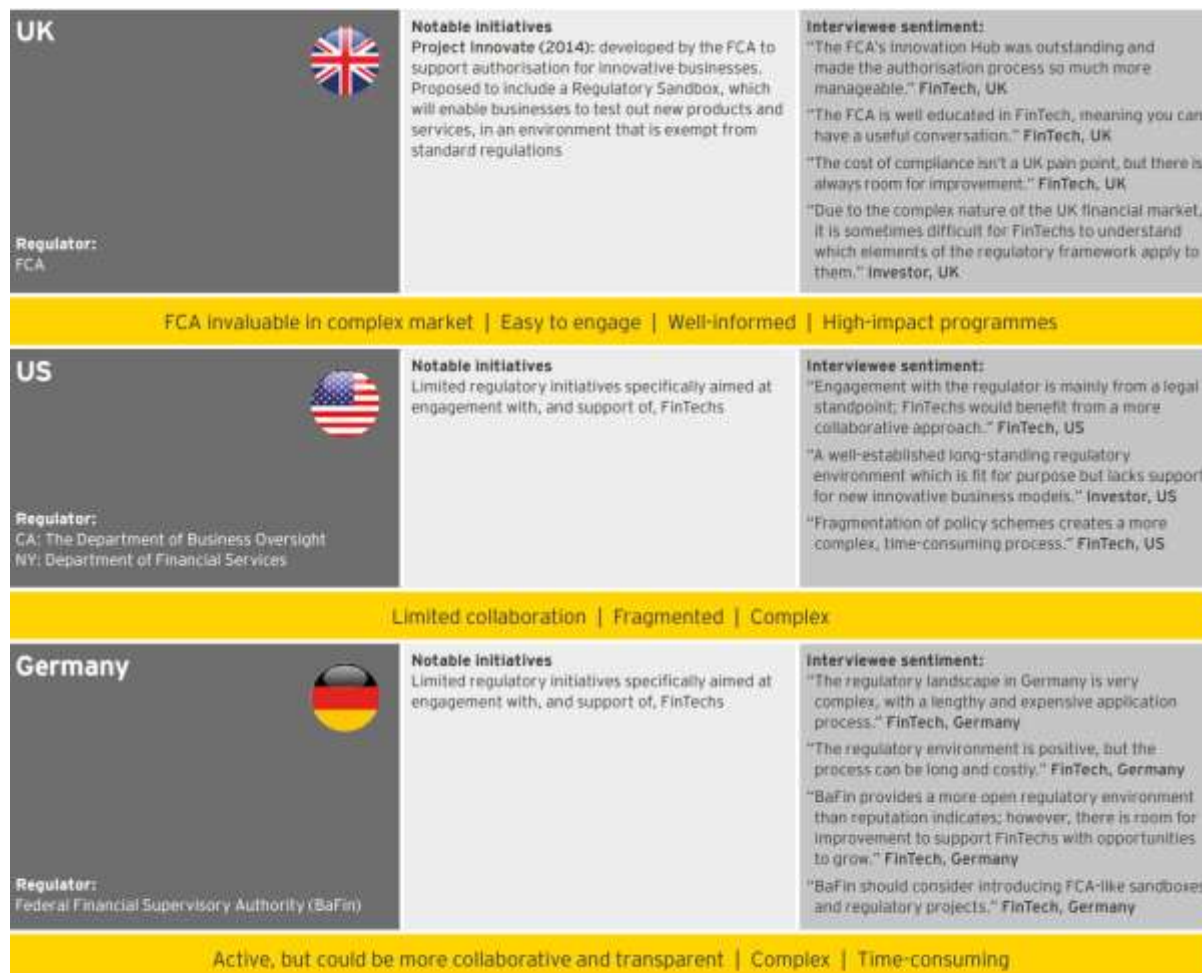 UK
Regulator:
FCA
Notable initiatives
Project Innovate (2014): developed by the FCA to
support authorisation for innovative businesses.
Proposed to include a Regulatory Sandbox, which
will enable businesses to test out new products and
services, in an environment that is exempt from
standard regulations
Interviewee sentiment:
"The FCA's Innovation Hub was outstanding and
made the authorisation process so much more
manageable." FinTech, UK
"The FCA is well educated in FinTech, meaning you can
have a useful conversation." FinTech, UK
"The cost of compliance isn't a UK pain point, but there is
always room for improvement." FinTech, UK
"Due to the complex nature of the UK financial market,
it is sometimes difficult for FinTechs to understand
which elements of the regulatory framework apply to
them." Investor, UK
FCA invaluable in complex market | Easy to engage | Well-informed | High-impact programmes
US
Regulator:
CA: The Department of Business Oversight
NY: Department of Financial Services
Notable initiatives
Limited regulatory initiatives specifically aimed at
engagement with, and support of, FinTechs
Interviewee sentiment:
"Engagement with the regulator is mainly from a legal
standpoint; FinTechs would benefit from a more
collaborative approach." FinTech, US
"A well-established long-standing regulatory
environment which is fit for purpose but lacks support
for new innovative business models." Investor, US
"Fragmentation of policy schemes creates a more
complex, time-consuming process." FinTech, US
Limited collaboration | Fragmented | Complex
Germany
Regulator:
Federal Financial Supervisory Authority (BaFin)
Notable initiatives
Limited regulatory initiatives specifically aimed at
engagement with, and support of, FinTechs
Interviewee sentiment:
"The regulatory landscape in Germany is very
complex, with a lengthy and expensive application
process." FinTech, Germany
"The regulatory environment is positive, but the
process can be long and costly." FinTech, Germany
"BaFin provides a more open regulatory environment
than reputation indicates; however, there is room for
improvement to support FinTechs with opportunities
to grow." FinTech, Germany
"BaFin should consider introducing FCA-like sandboxes
and regulatory projects." FinTech, Germany
Active, but could be more collaborative and transparent | Complex | Time-consuming